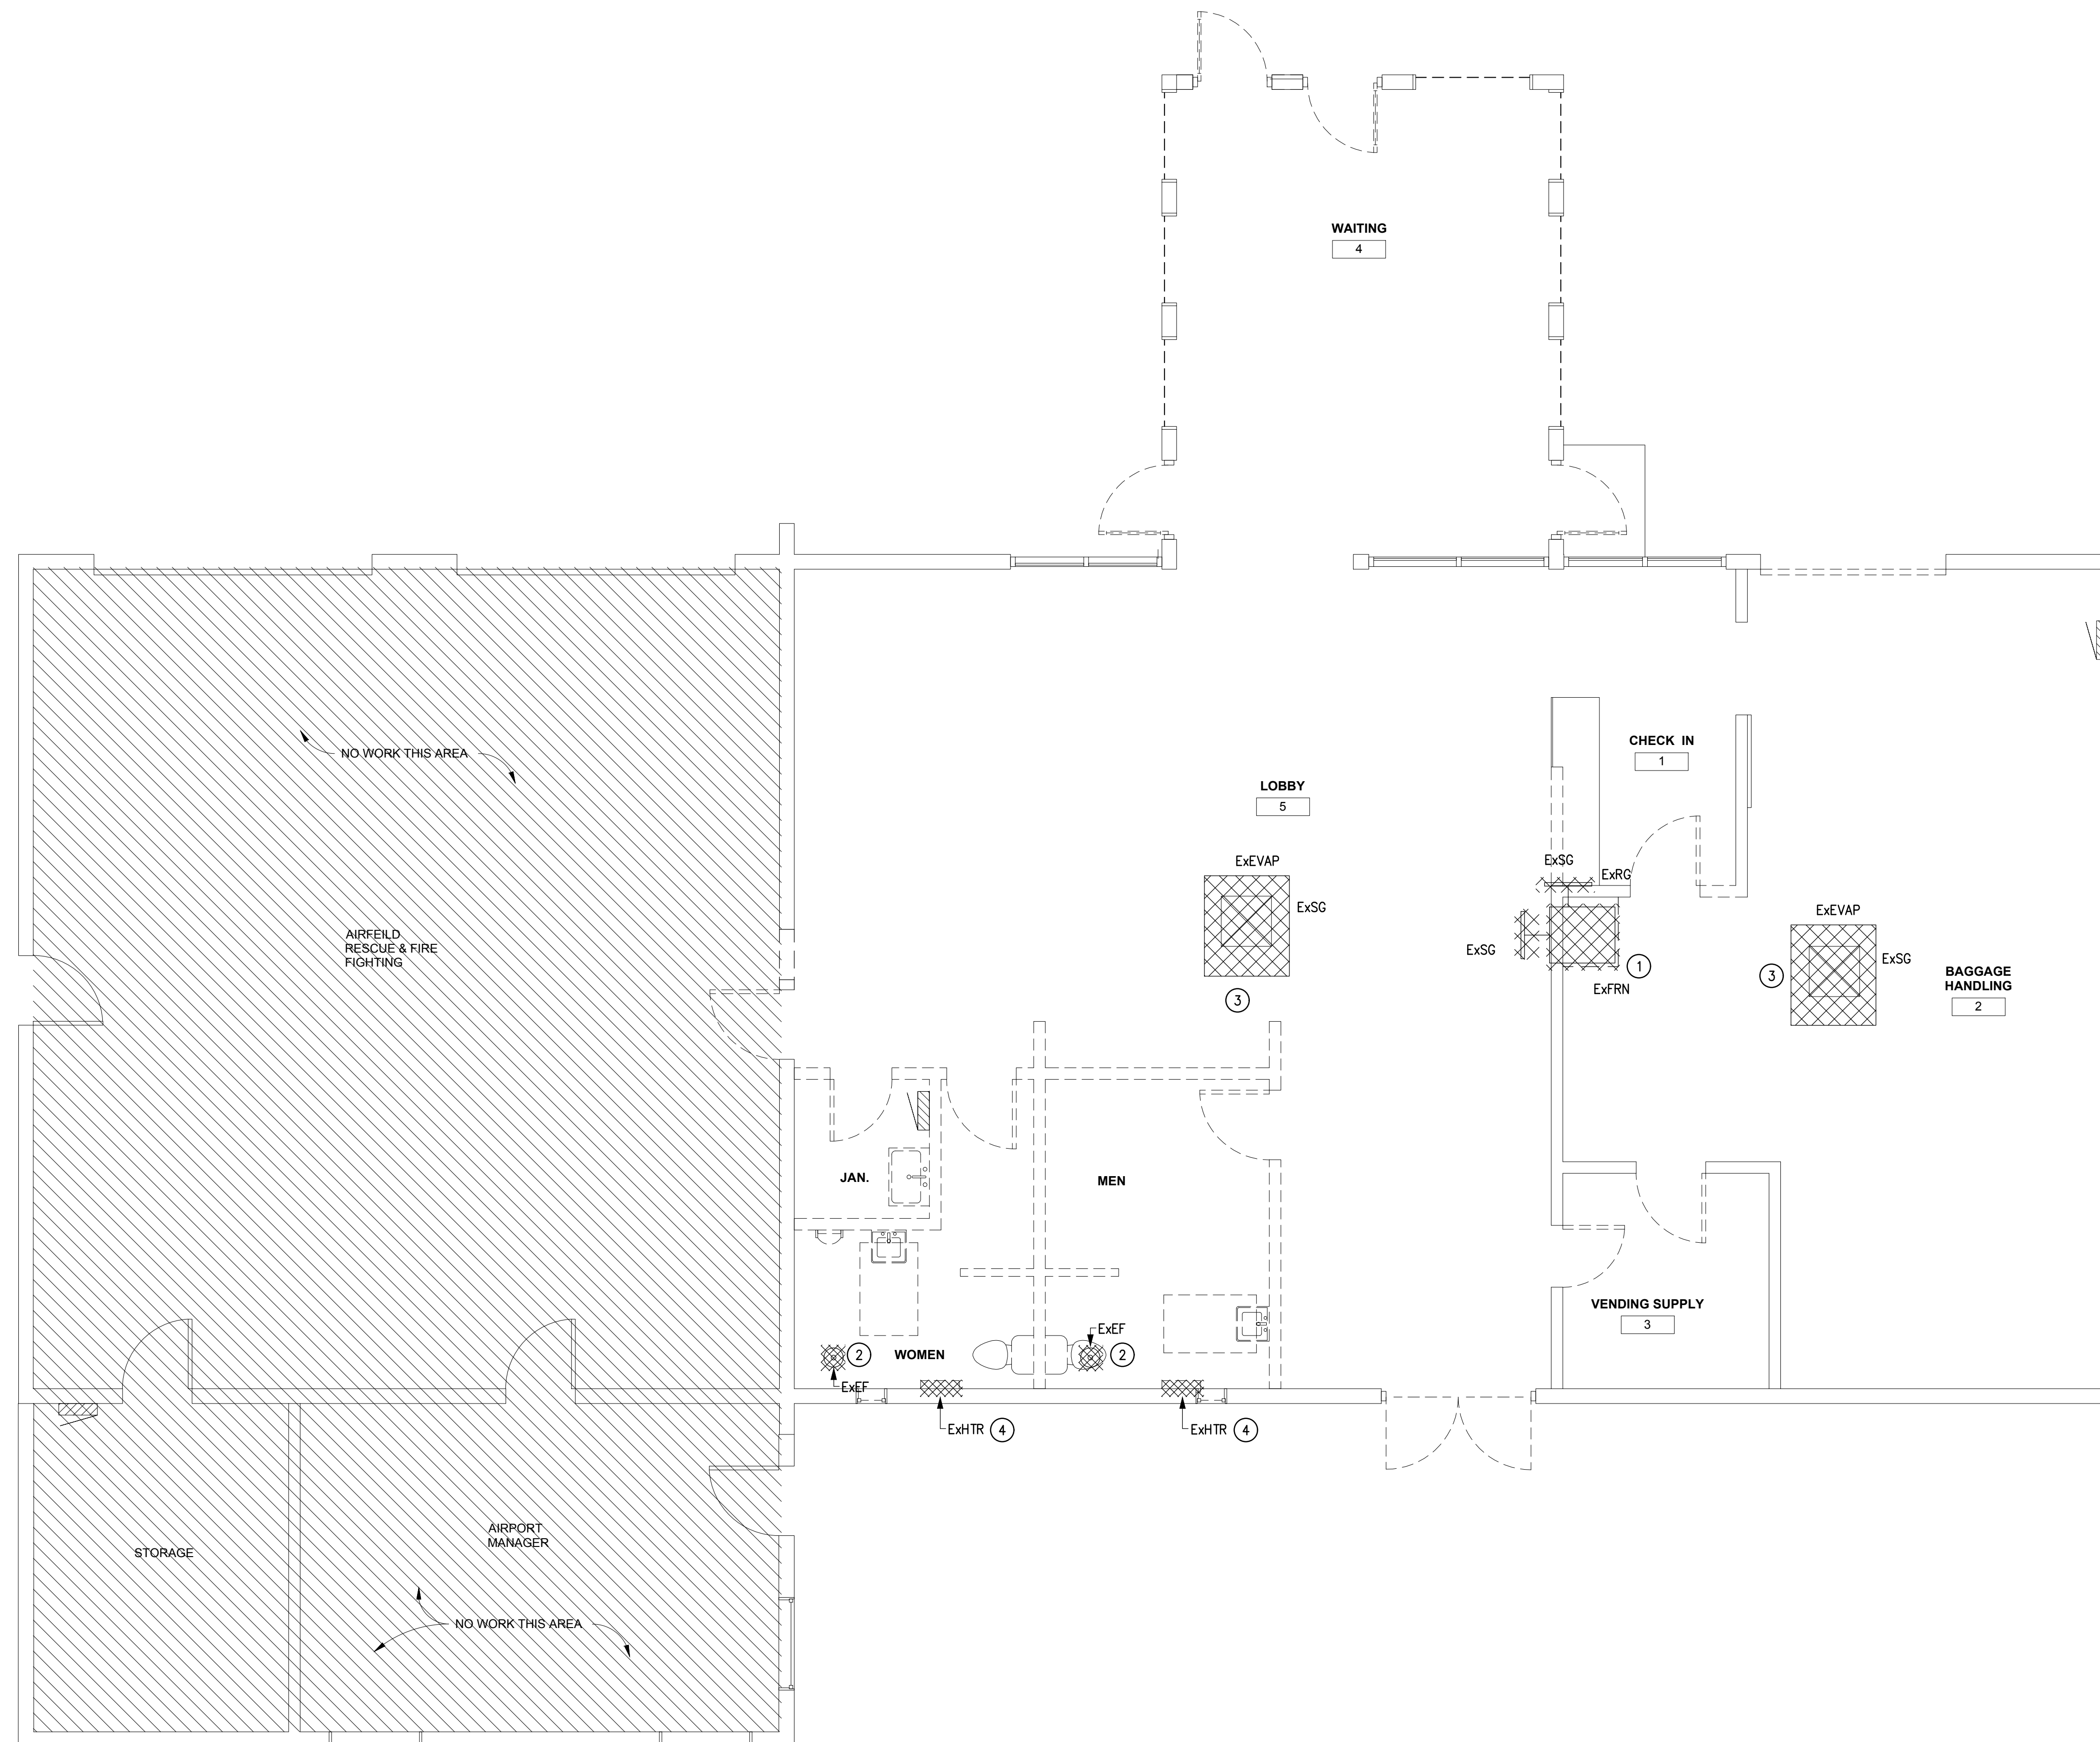 WAITING
4
NO WORK THIS AREA
CHECK IN
1
LOBBY
5
ExEVAP
ExSG
3
ExSG
ExRG
ExSG
1
ExFRN
ExEVAP
ExSG
3
BAGGAGE
HANDLING
2
AIRFEILD
RESCUE & FIRE
FIGHTING
JAN.
MEN
VENDING SUPPLY
3
ExEF
2
WOMEN
2
ExEF
ExHTR
4
ExHTR
4
STORAGE
AIRPORT
MANAGER
NO WORK THIS AREA